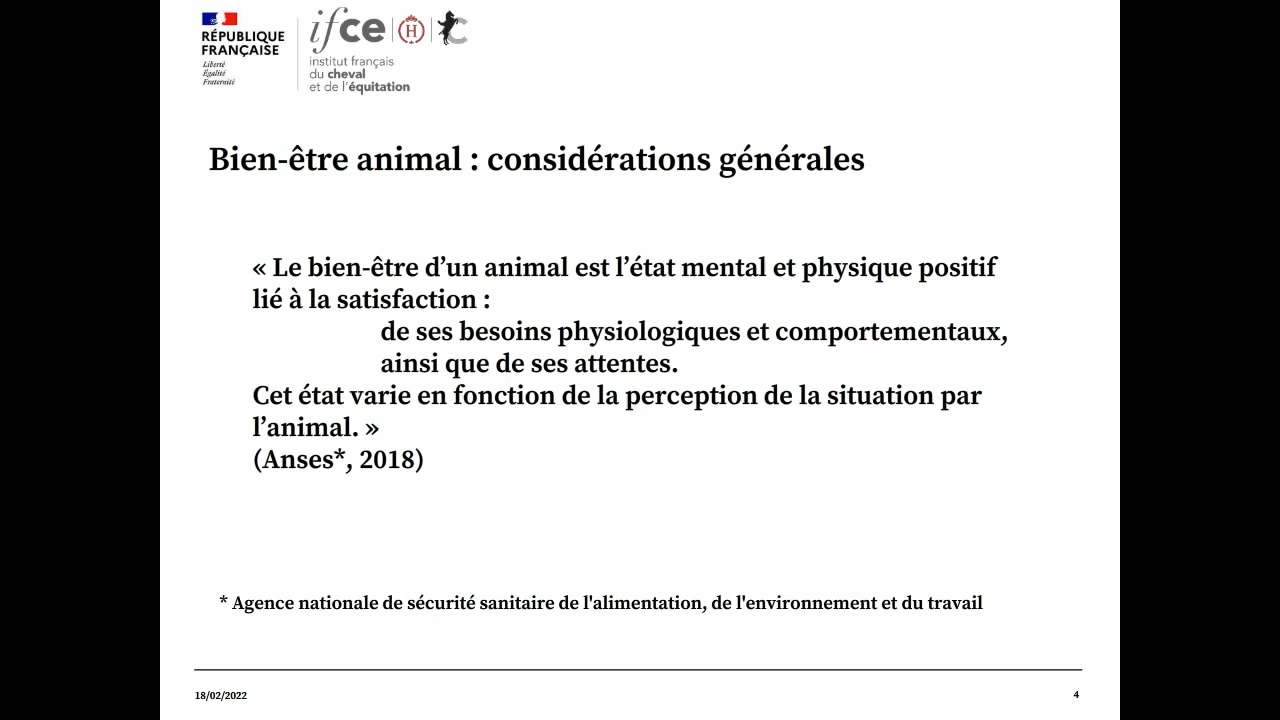 RÉPUBLIQUE
FRANÇAISE
Liberté
Égalité
Fraternité
ifce
H
institut français
du cheval
et de l'équitation
Bien-être animal : considérations générales
« Le bien-être d’un animal est l’état mental et physique positif
lié à la satisfaction :
de ses besoins physiologiques et comportementaux,
ainsi que de ses attentes.
Cet état varie en fonction de la perception de la situation par
l’animal. »
(Anses*, 2018)
* Agence nationale de sécurité sanitaire de l'alimentation, de l'environnement et du travail
18/02/2022
4